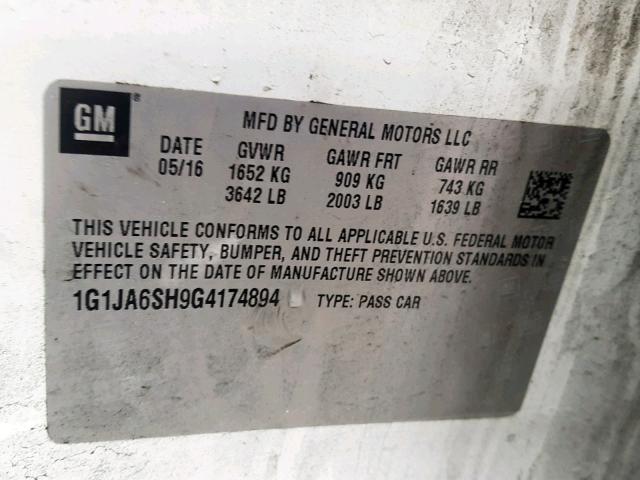 GM ®
MFD BY GENERAL MOTORS LLC
DATE GVWR GAWR FRT GAWR RR
05/16 1652 KG 909 KG 743 KG
3642 LB 2003 LB 1639 LB
THIS VEHICLE CONFORMS TO ALL APPLICABLE U.S. FEDERAL MOTOR
VEHICLE SAFETY, BUMPER, AND THEFT PREVENTION STANDARDS IN
EFFECT ON THE DATE OF MANUFACTURE SHOWN ABOVE.
1G1JA6SH9G4174894 TYPE: PASS CAR